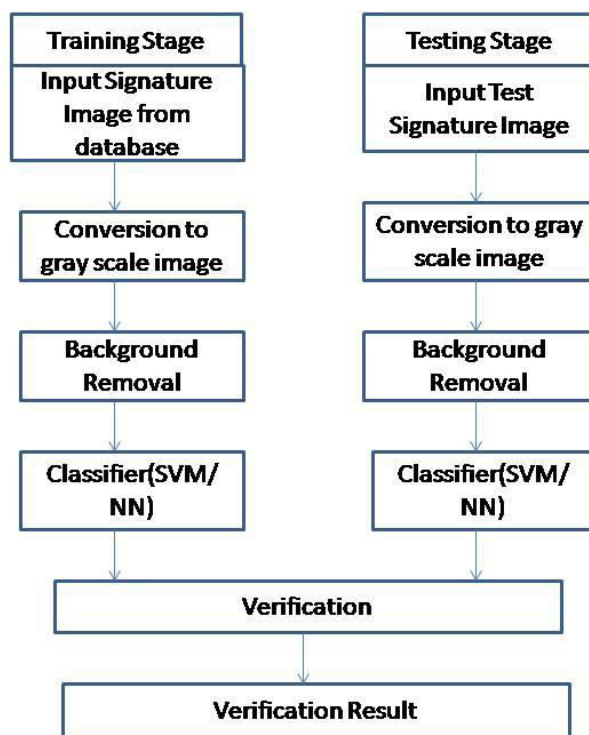 Training Stage
Input Signature
Image from
database
Conversion to
gray scale image
Background
Removal
Classifier(SVM/
NN)
Testing Stage
Input Test
Signature Image
Conversion to gray
scale image
Background
Removal
Classifier(SVM/
NN)
Verification
Verification Result